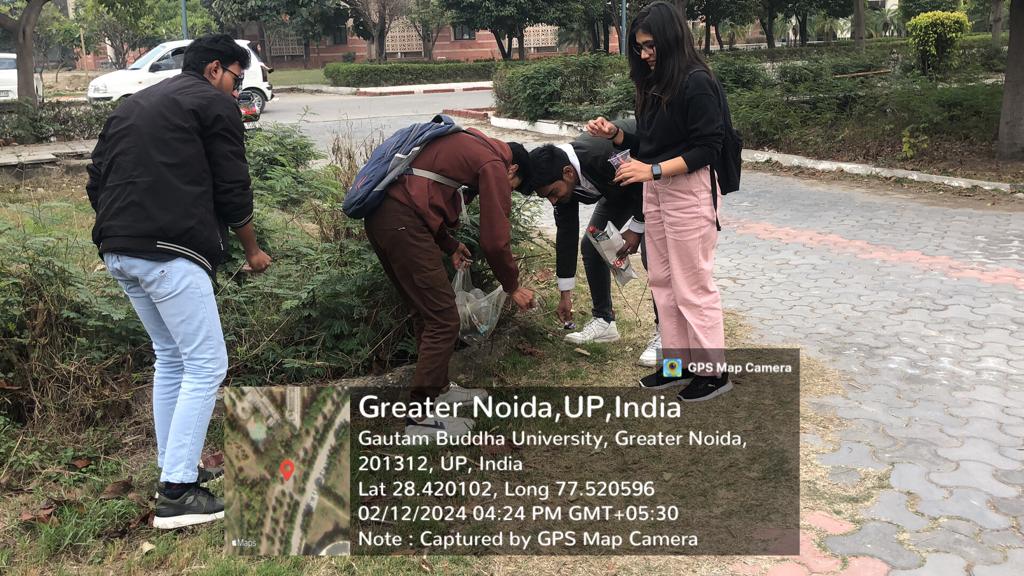 GPS Map Camera
Greater Noida,UP,India
Gautam Buddha University, Greater Noida,
201312, UP, India
Lat 28.420102, Long 77.520596
02/12/2024 04:24 PM GMT+05:30
Note : Captured by GPS Map Camera
Maps